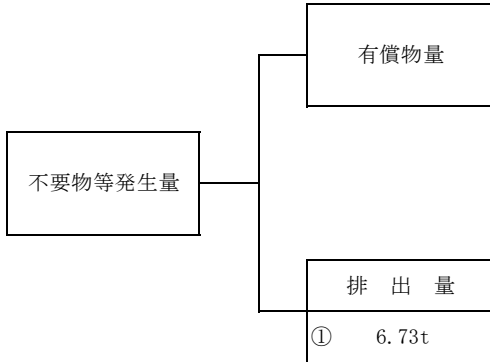 有償物量
不要物等発生量
排 出 量
① 6.73t